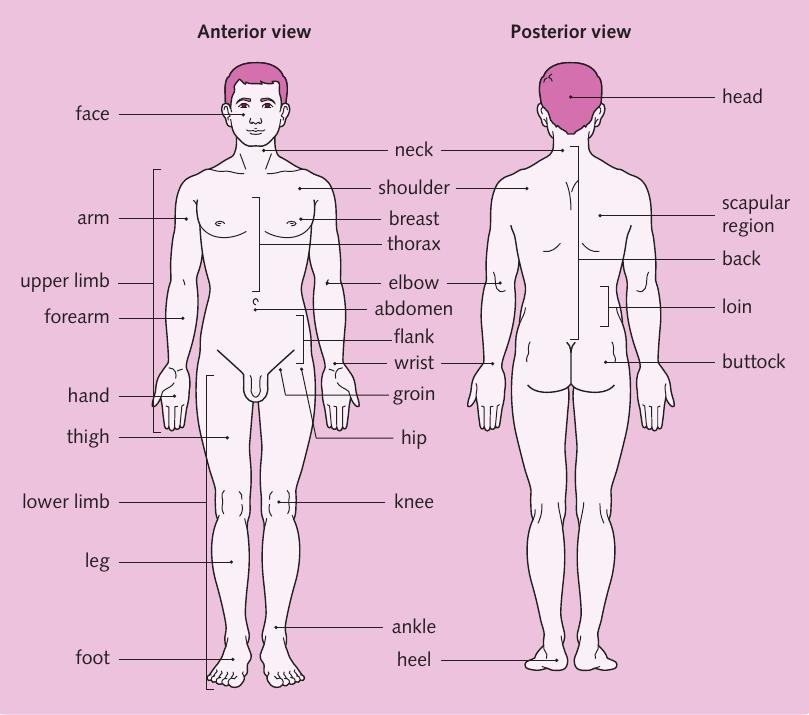 Anterior view
Posterior view
face
arm
upper limb
forearm
hand
thigh
lower limb
leg
foot
neck
shoulder
breast
thorax
elbow
abdomen
flank
wrist
groin
hip
knee
ankle
heel
head
scapular
region
back
loin
buttock